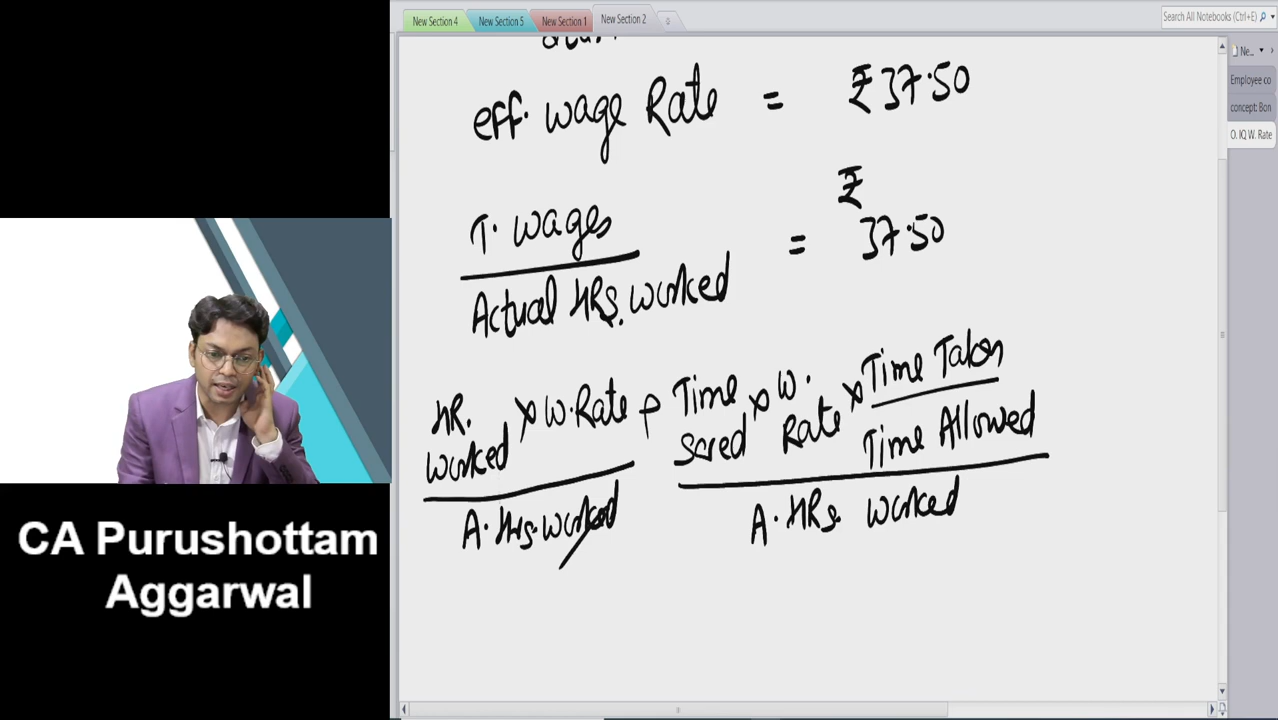 New Section 4 New Section 5 New Section 1 New Section 2
Search All Notebooks (Ctrl+E)
Ne...
Employee co
concept: Bon
O. IQ W. Rate
eff. wage Rate = ₹37.50
T. wages
Actual HRs. worked
=
₹
37.50
HR. worked × W. Rate + Time saved × W. Rate × Time Taken
Time Allowed
A. Hrs. worked
A. HRs. worked
CA Purushottam
Aggarwal